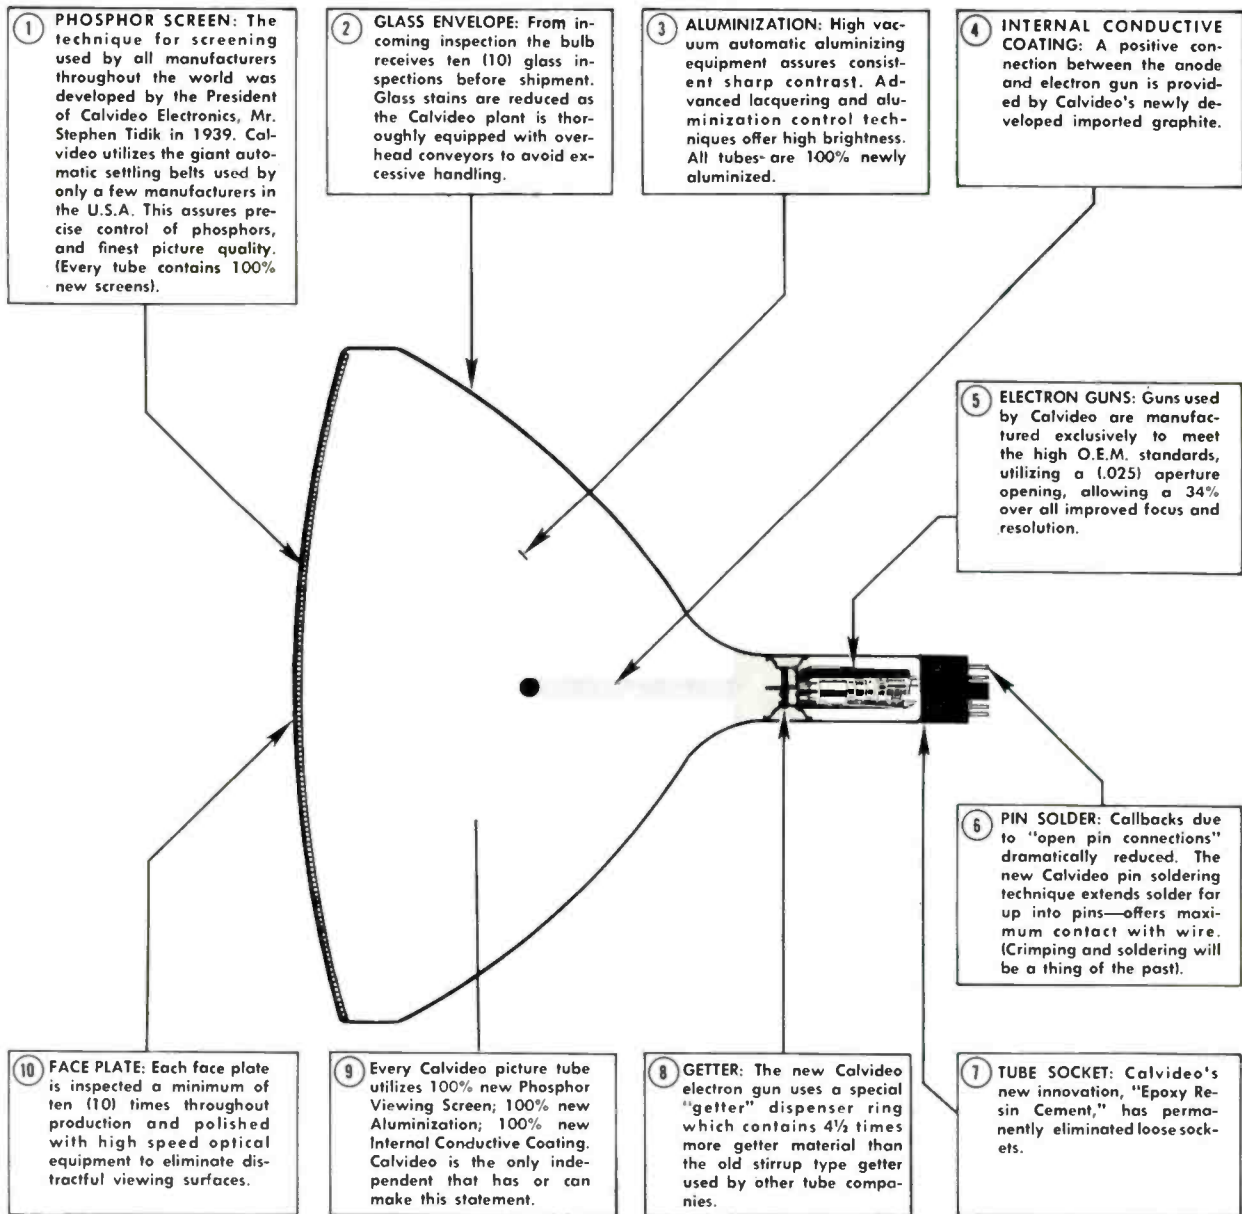 1 PHOSPHOR SCREEN: The
technique for screening
used by all manufacturers
throughout the world was
developed by the President
of Calvideo Electronics, Mr.
Stephen Tidik in 1939. Cal-
video utilizes the giant auto-
matic settling belts used by
only a few manufacturers in
the U.S.A. This assures pre-
cise control of phosphors,
and finest picture quality.
(Every tube contains 100%
new screens).
2 GLASS ENVELOPE: From in-
coming inspection the bulb
receives ten (10) glass in-
spections before shipment.
Glass stains are reduced as
the Calvideo plant is thor-
oughly equipped with over-
head conveyors to avoid ex-
cessive handling.
3 ALUMINIZATION: High vac-
uum automatic aluminizing
equipment assures consist-
ent sharp contrast. Ad-
vanced lacquering and alu-
minization control tech-
niques offer high brightness.
All tubes are 100% newly
aluminized.
4 INTERNAL CONDUCTIVE
COATING: A positive con-
nection between the anode
and electron gun is provid-
ed by Calvideo's newly de-
veloped imported graphite.
5 ELECTRON GUNS: Guns used
by Calvideo are manufac-
tured exclusively to meet
the high O.E.M. standards,
utilizing a (.025) aperture
opening, allowing a 34%
over all improved focus and
resolution.
6 PIN SOLDER: Callbacks due
to "open pin connections"
dramatically reduced. The
new Calvideo pin soldering
technique extends solder far
up into pins—offers maxi-
mum contact with wire.
(Crimping and soldering will
be a thing of the past).
10 FACE PLATE: Each face plate
is inspected a minimum of
ten (10) times throughout
production and polished
with high speed optical
equipment to eliminate dis-
tractful viewing surfaces.
9 Every Calvideo picture tube
utilizes 100% new Phosphor
Viewing Screen; 100% new
Aluminization; 100% new
Internal Conductive Coating.
Calvideo is the only inde-
pendent that has or can
make this statement.
8 GETTER: The new Calvideo
electron gun uses a special
"getter" dispenser ring
which contains 4½ times
more getter material than
the old stirrup type getter
used by other tube compa-
nies.
7 TUBE SOCKET: Calvideo's
new innovation, "Epoxy Re-
sin Cement," has perma-
nently eliminated loose sock-
ets.